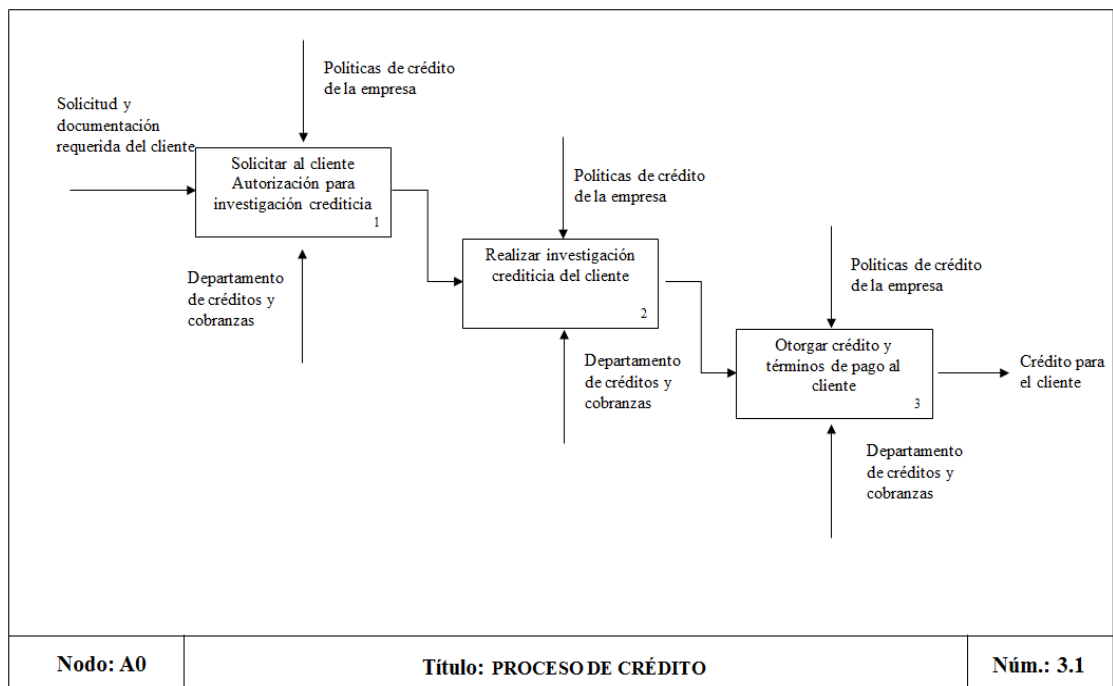 Políticas de crédito
de la empresa
Solicitud y
documentación
requerida del cliente
Solicitar al cliente
Autorización para
investigación crediticia
1
Departamento
de créditos y
cobranzas
Políticas de crédito
de la empresa
Realizar investigación
crediticia del cliente
2
Departamento
de créditos y
cobranzas
Políticas de crédito
de la empresa
Otorgar crédito y
términos de pago al
cliente
3
Crédito para
el cliente
Departamento
de créditos y
cobranzas
Nodo: A0
Título: PROCESO DE CRÉDITO
Núm.: 3.1